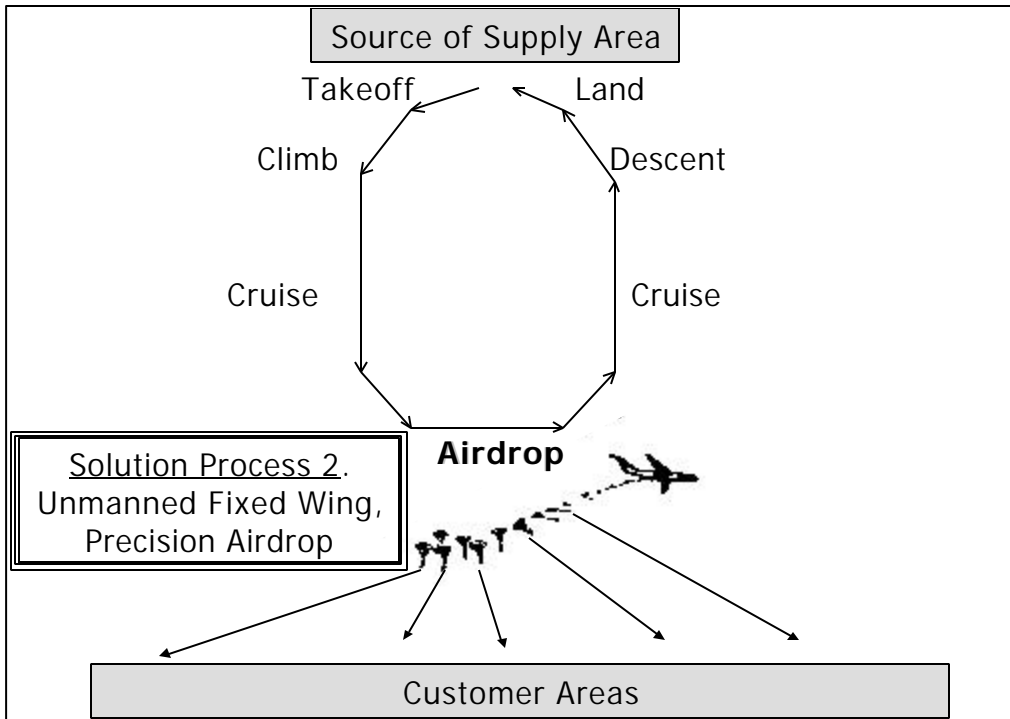 Source of Supply Area
Takeoff
Land
Climb
Descent
Cruise
Cruise
Airdrop
Solution Process 2.
Unmanned Fixed Wing,
Precision Airdrop
Customer Areas